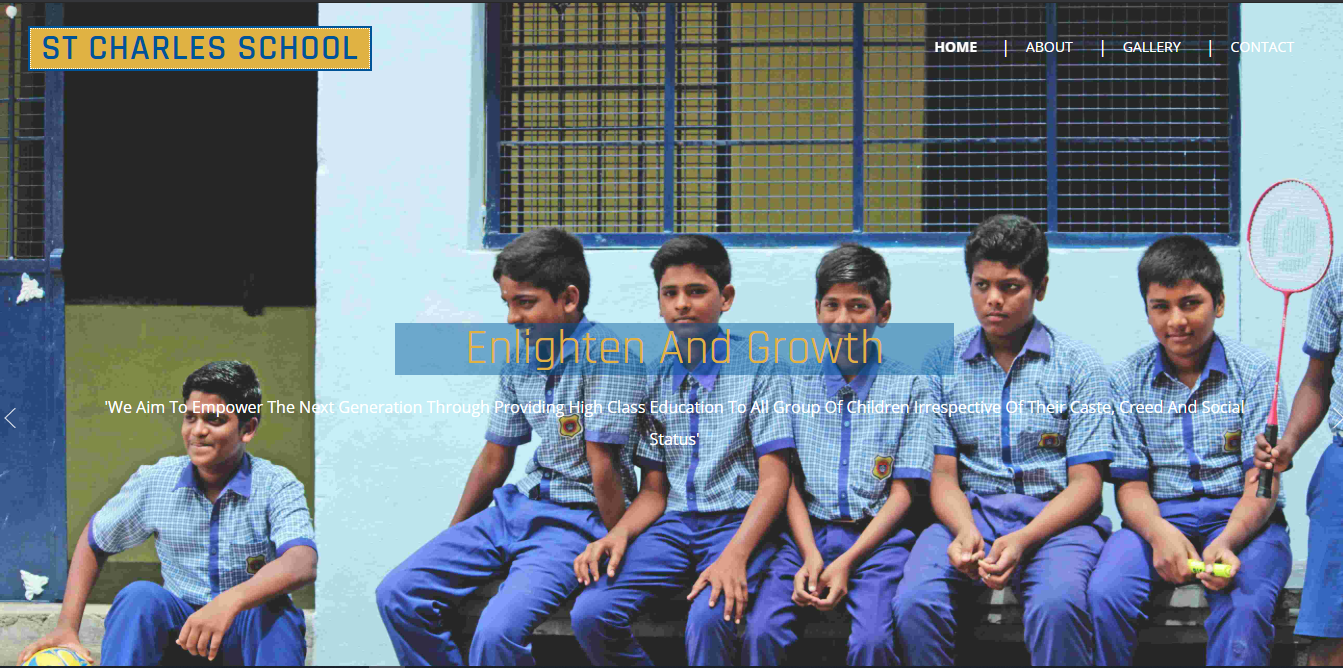 ST CHARLES SCHOOL
HOME | ABOUT | GALLERY | CONTACT
Enlighten And Growth
'We Aim To Empower The Next Generation Through Providing High Class Education To All Group Of Children Irrespective Of Their Caste, Creed And Social
Status'